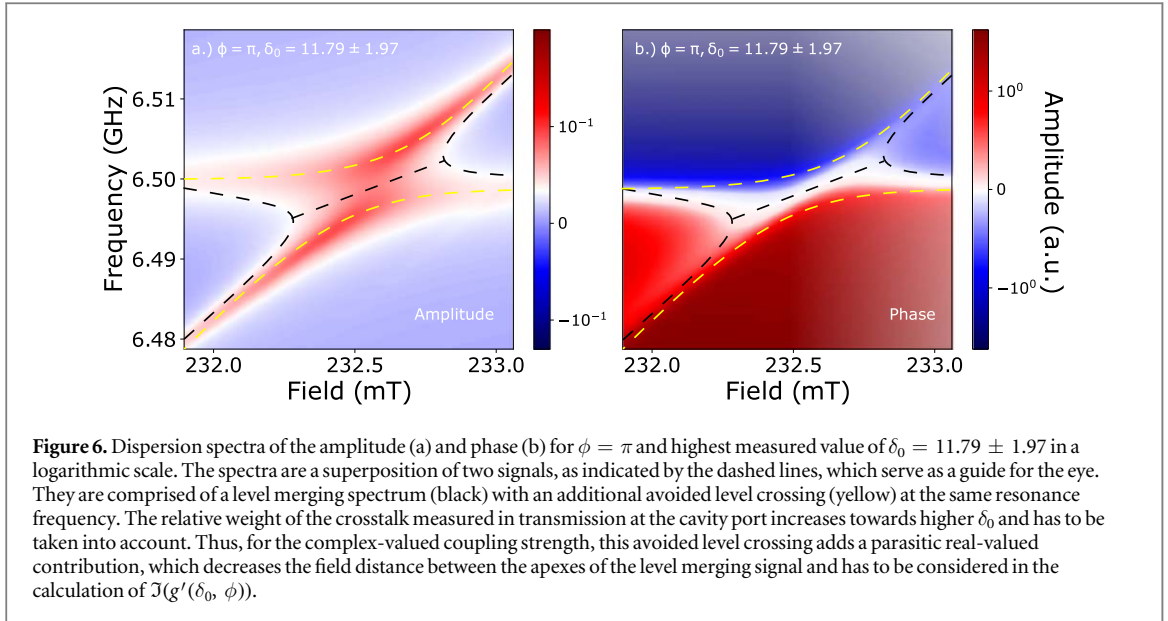 a.) ϕ = π, δ₀ = 11.79 ± 1.97
b.) ϕ = π, δ₀ = 11.79 ± 1.97
Frequency (GHz)
6.51
6.50
6.49
6.48
Amplitude
232.0 232.5 233.0
Field (mT)
10⁻¹
0
−10⁻¹
Phase
232.0 232.5 233.0
Field (mT)
10⁰
0
−10⁰
Amplitude (a.u.)
Figure 6. Dispersion spectra of the amplitude (a) and phase (b) for ϕ = π and highest measured value of δ₀ = 11.79 ± 1.97 in a
logarithmic scale. The spectra are a superposition of two signals, as indicated by the dashed lines, which serve as a guide for the eye.
They are comprised of a level merging spectrum (black) with an additional avoided level crossing (yellow) at the same resonance
frequency. The relative weight of the crosstalk measured in transmission at the cavity port increases towards higher δ₀ and has to be
taken into account. Thus, for the complex-valued coupling strength, this avoided level crossing adds a parasitic real-valued
contribution, which decreases the field distance between the apexes of the level merging signal and has to be considered in the
calculation of ℑ(g′(δ₀, ϕ)).